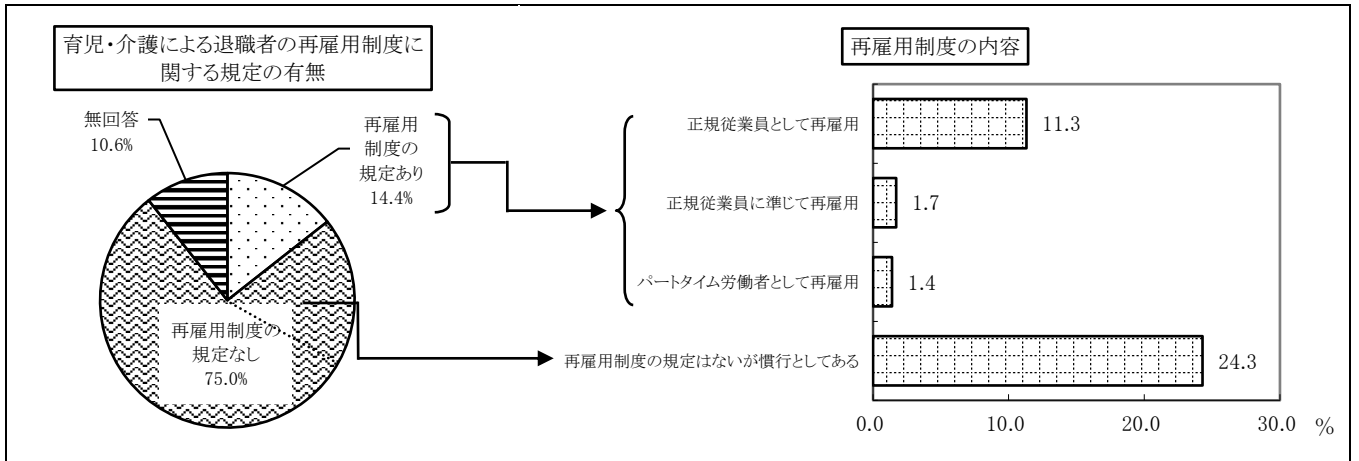 育児・介護による退職者の再雇用制度に
関する規定の有無
無回答
10.6%
再雇用
制度の
規定あり
14.4%
再雇用制度の
規定なし
75.0%
再雇用制度の内容
正規従業員として再雇用
11.3
正規従業員に準じて再雇用
1.7
パートタイム労働者として再雇用
1.4
再雇用制度の規定はないが慣行としてある
24.3
0.0 10.0 20.0 30.0 %